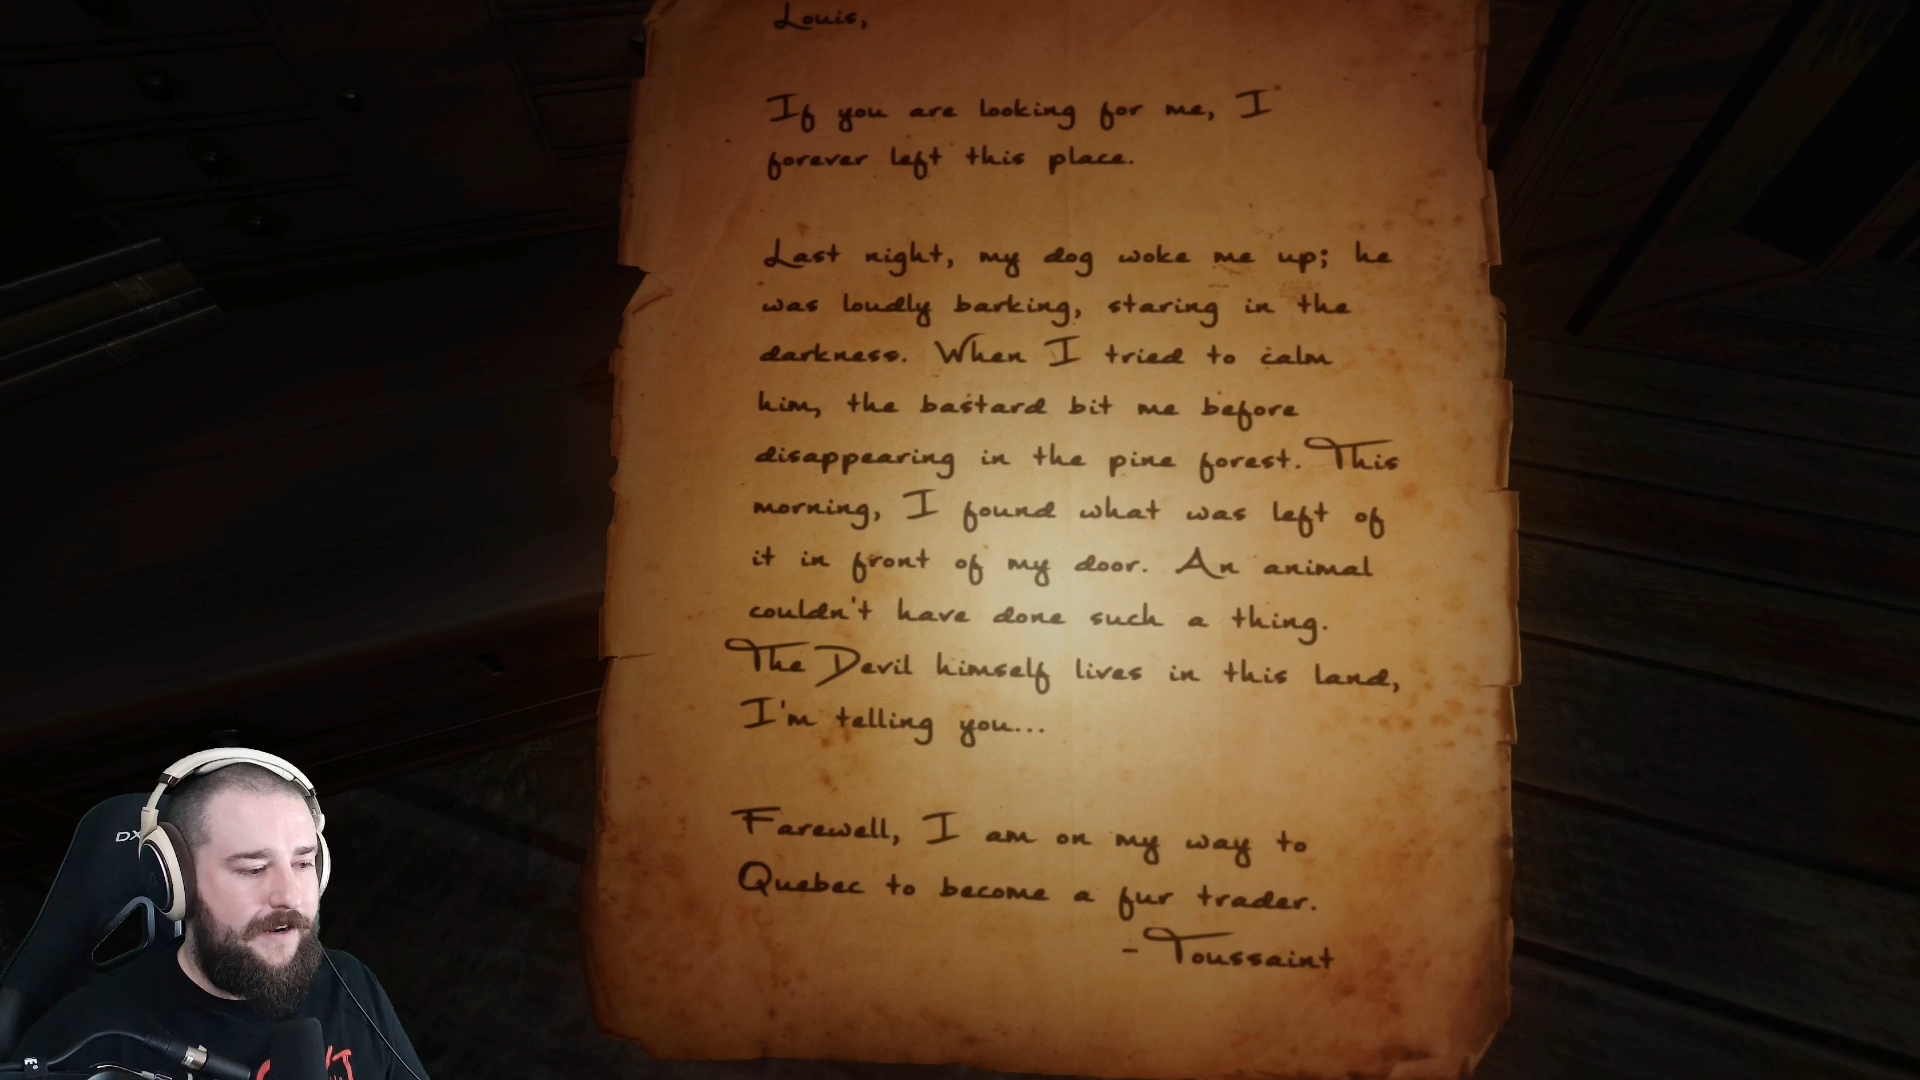 Louis,
If you are looking for me, I
forever left this place.
Last night, my dog woke me up; he
was loudly barking, staring in the
darkness. When I tried to calm
him, the bastard bit me before
disappearing in the pine forest. This
morning, I found what was left of
it in front of my door. An animal
couldn't have done such a thing.
The Devil himself lives in this land,
I'm telling you...
Farewell, I am on my way to
Quebec to become a fur trader.
- Toussaint
DX